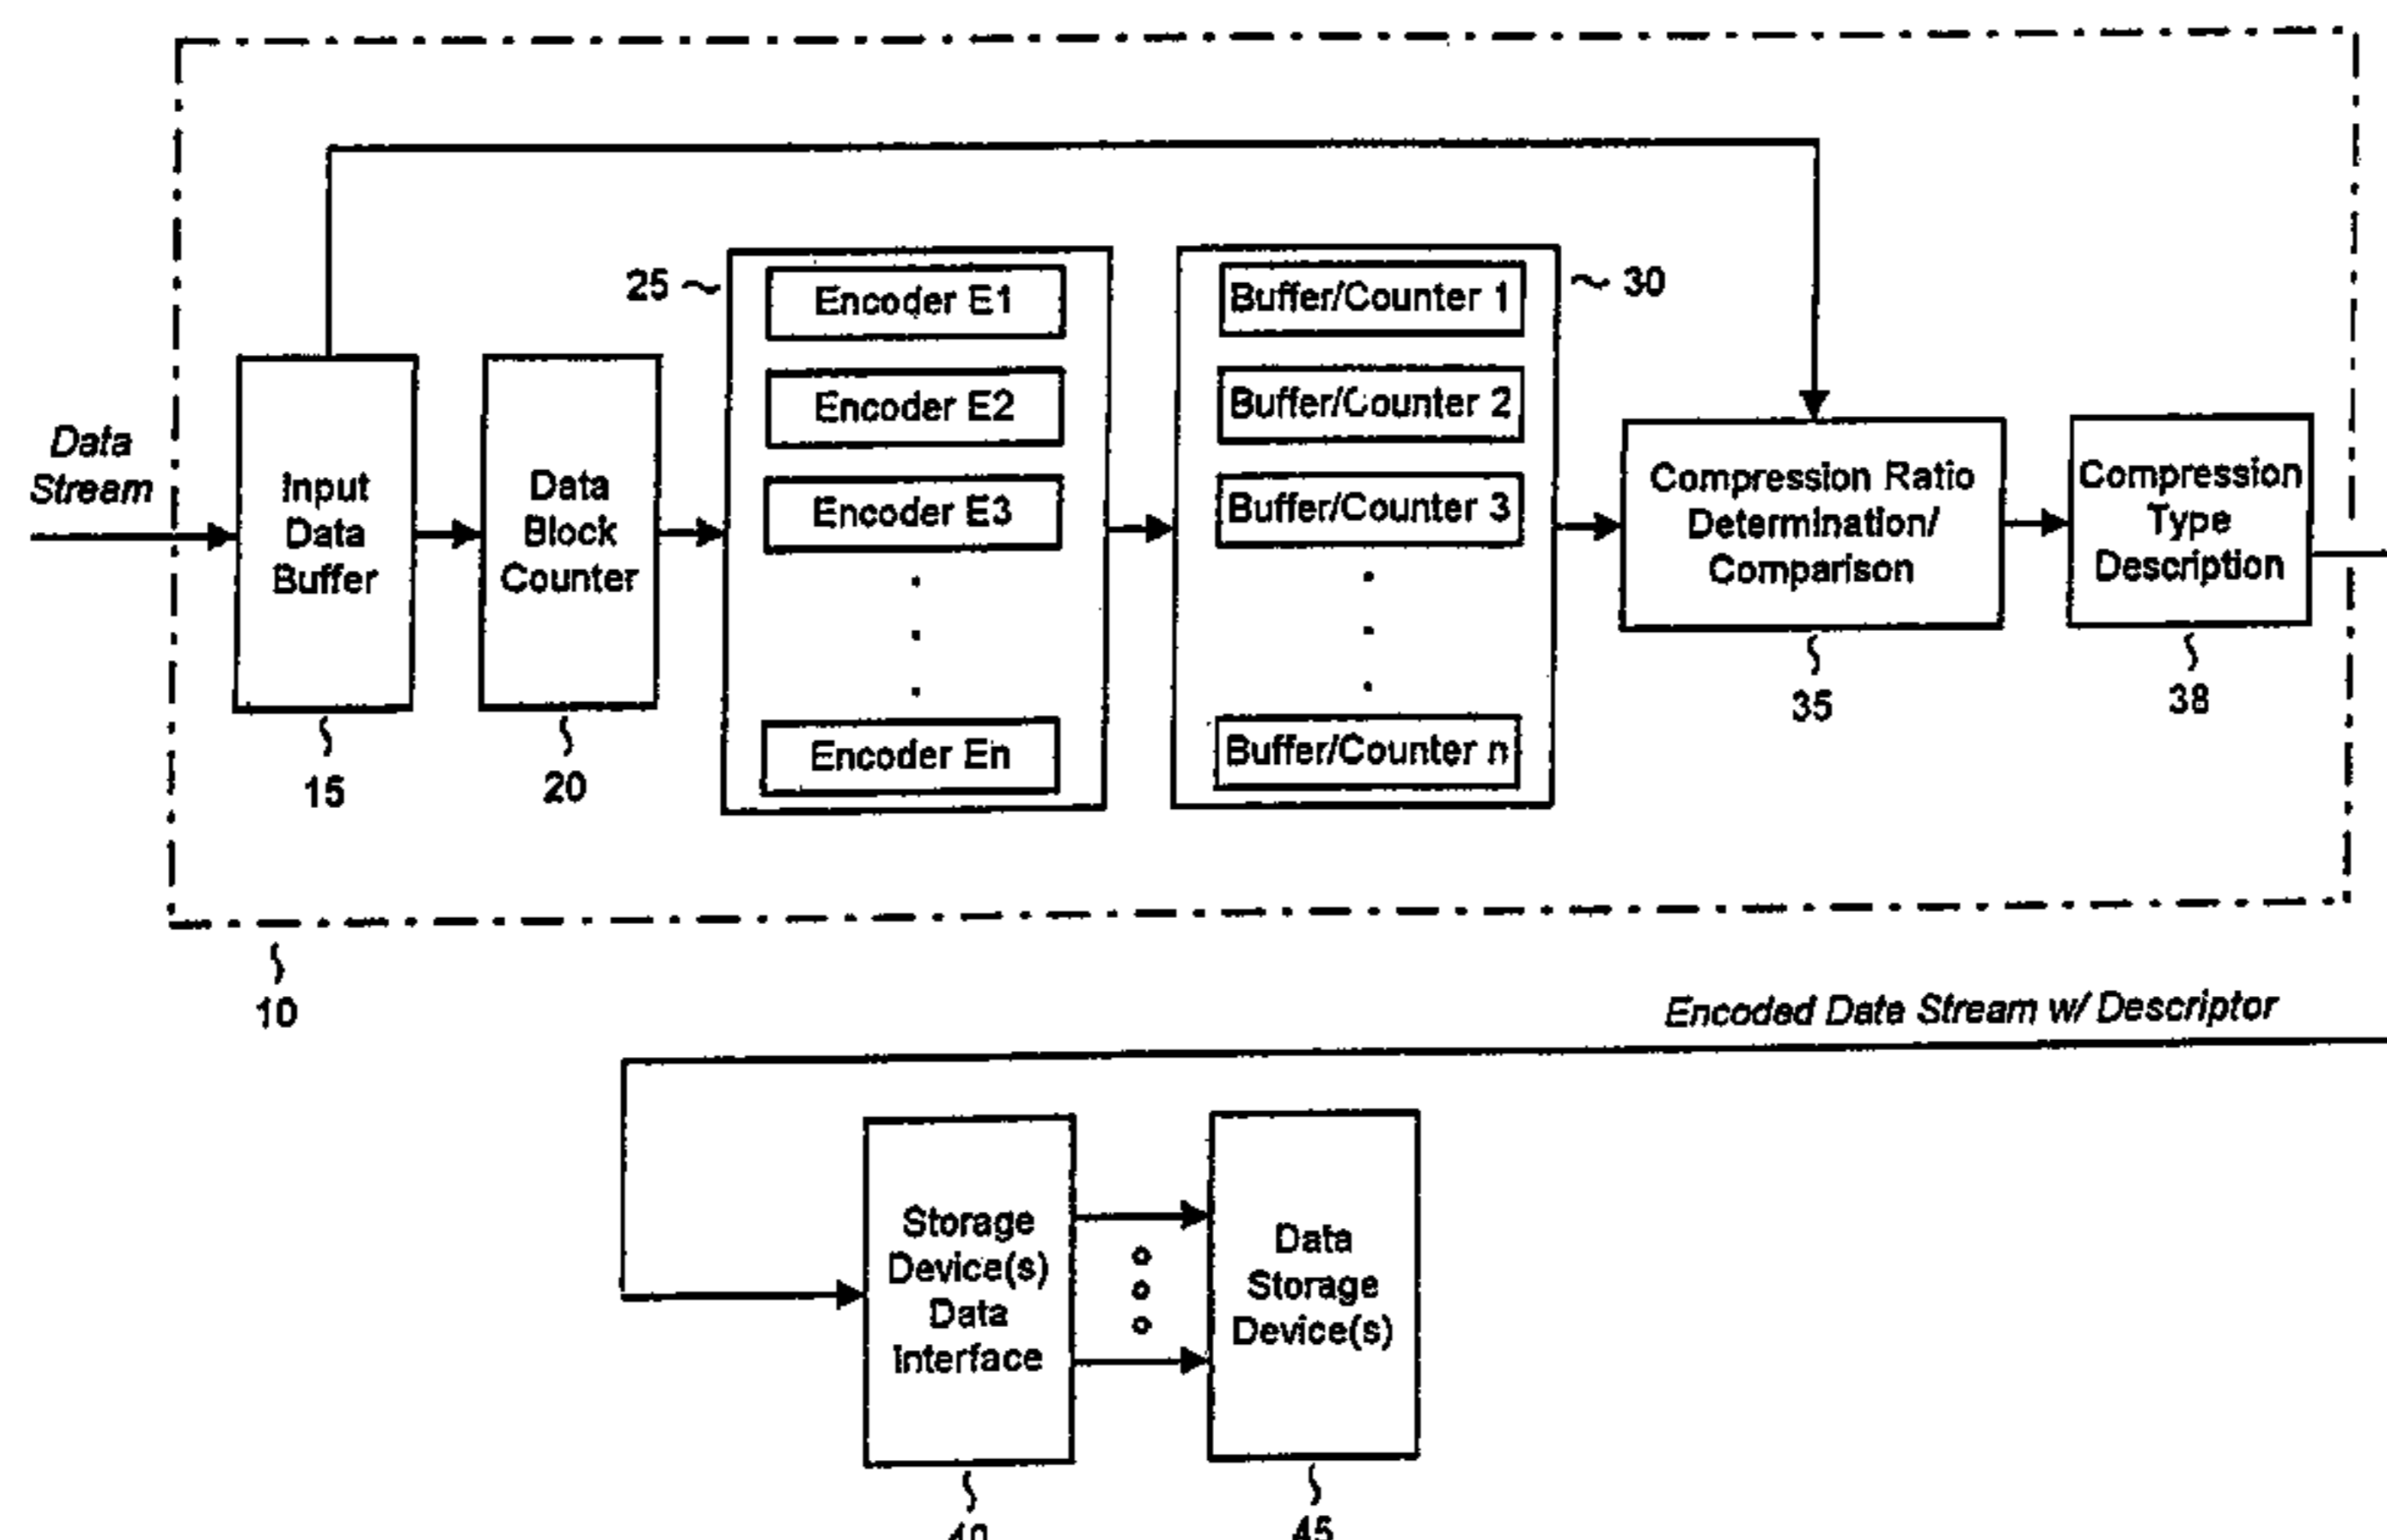 Data
Stream
Input
Data
Buffer
15
Data
Block
Counter
20
25
Encoder E1
Encoder E2
Encoder E3
Encoder En
30
Buffer/Counter 1
Buffer/Counter 2
Buffer/Counter 3
Buffer/Counter n
Compression Ratio
Determination/
Comparison
35
Compression
Type
Description
38
10
Encoded Date Stream w/ Descriptor
Storage
Device(s)
Data
Interface
40
Data
Storage
Device(s)
45